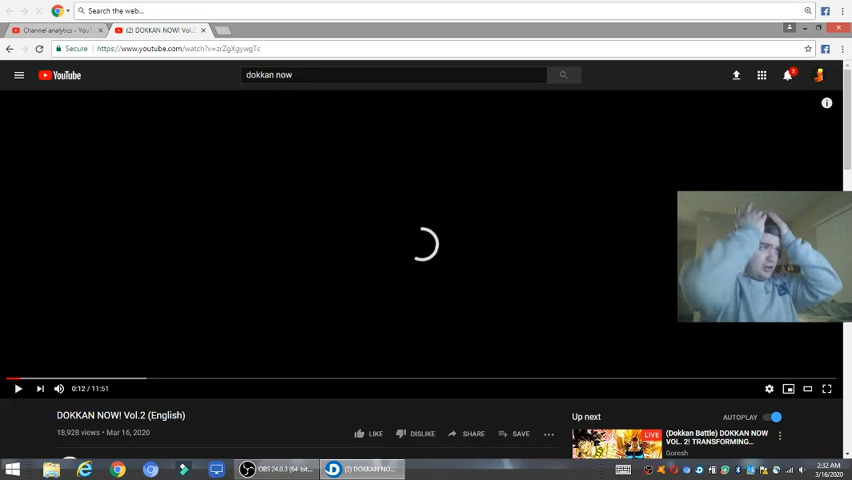 Search the web...
Channel analytics - You
(2) DOKKAN NOW! Vol.
Secure
https://www.youtube.com/watch?v=zrZgXgywgTc
YouTube
dokkan now
2
0:12 / 11:51
DOKKAN NOW! Vol.2 (English)
18,928 views • Mar 16, 2020
LIKE
DISLIKE
SHARE
SAVE
Up next
AUTOPLAY
LIVE
(Dokkan Battle) DOKKAN NOW
VOL. 2! TRANSFORMING...
Goresh
OBS 24.0.3 (64-bit...
(2) DOKKAN NO...
2:32 AM
3/16/2020